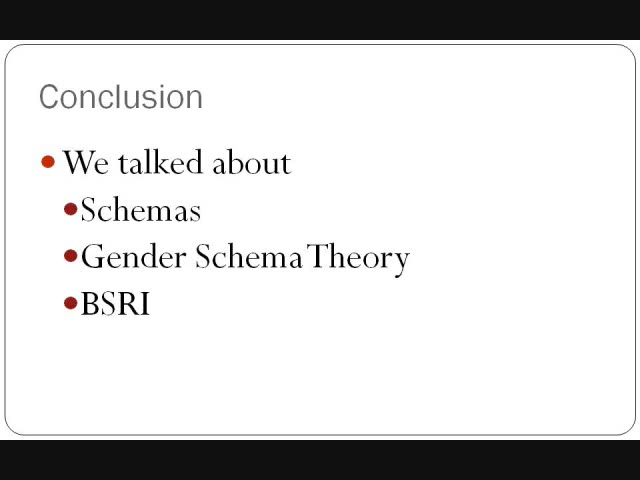 Conclusion
• We talked about
•Schemas
•Gender Schema Theory
•BSRI